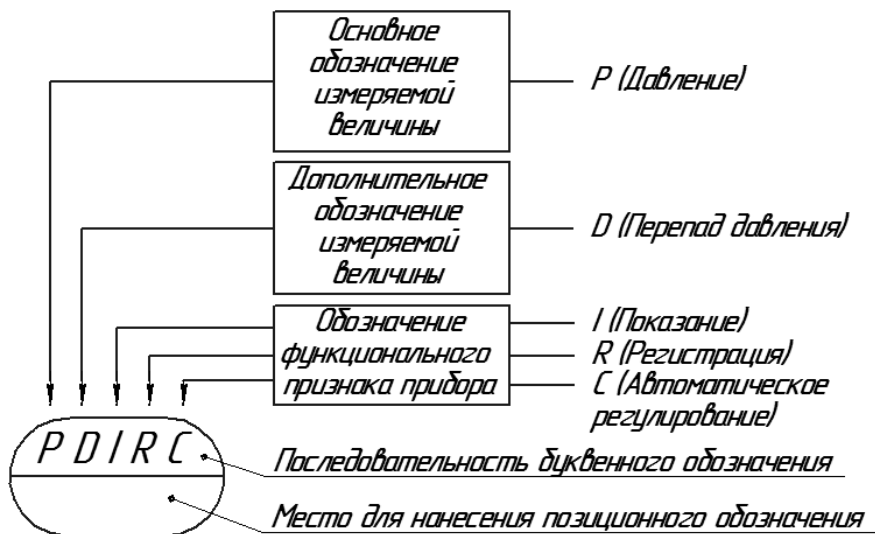 Основное
обозначение
измеряемой
величины
P (Давление)
Дополнительное
обозначение
измеряемой
величины
D (Перепад давления)
Обозначение
функционального
признака прибора
I (Показание)
R (Регистрация)
C (Автоматическое
регулирование)
P D I R C
Последовательность буквенного обозначения
Место для нанесения позиционного обозначения